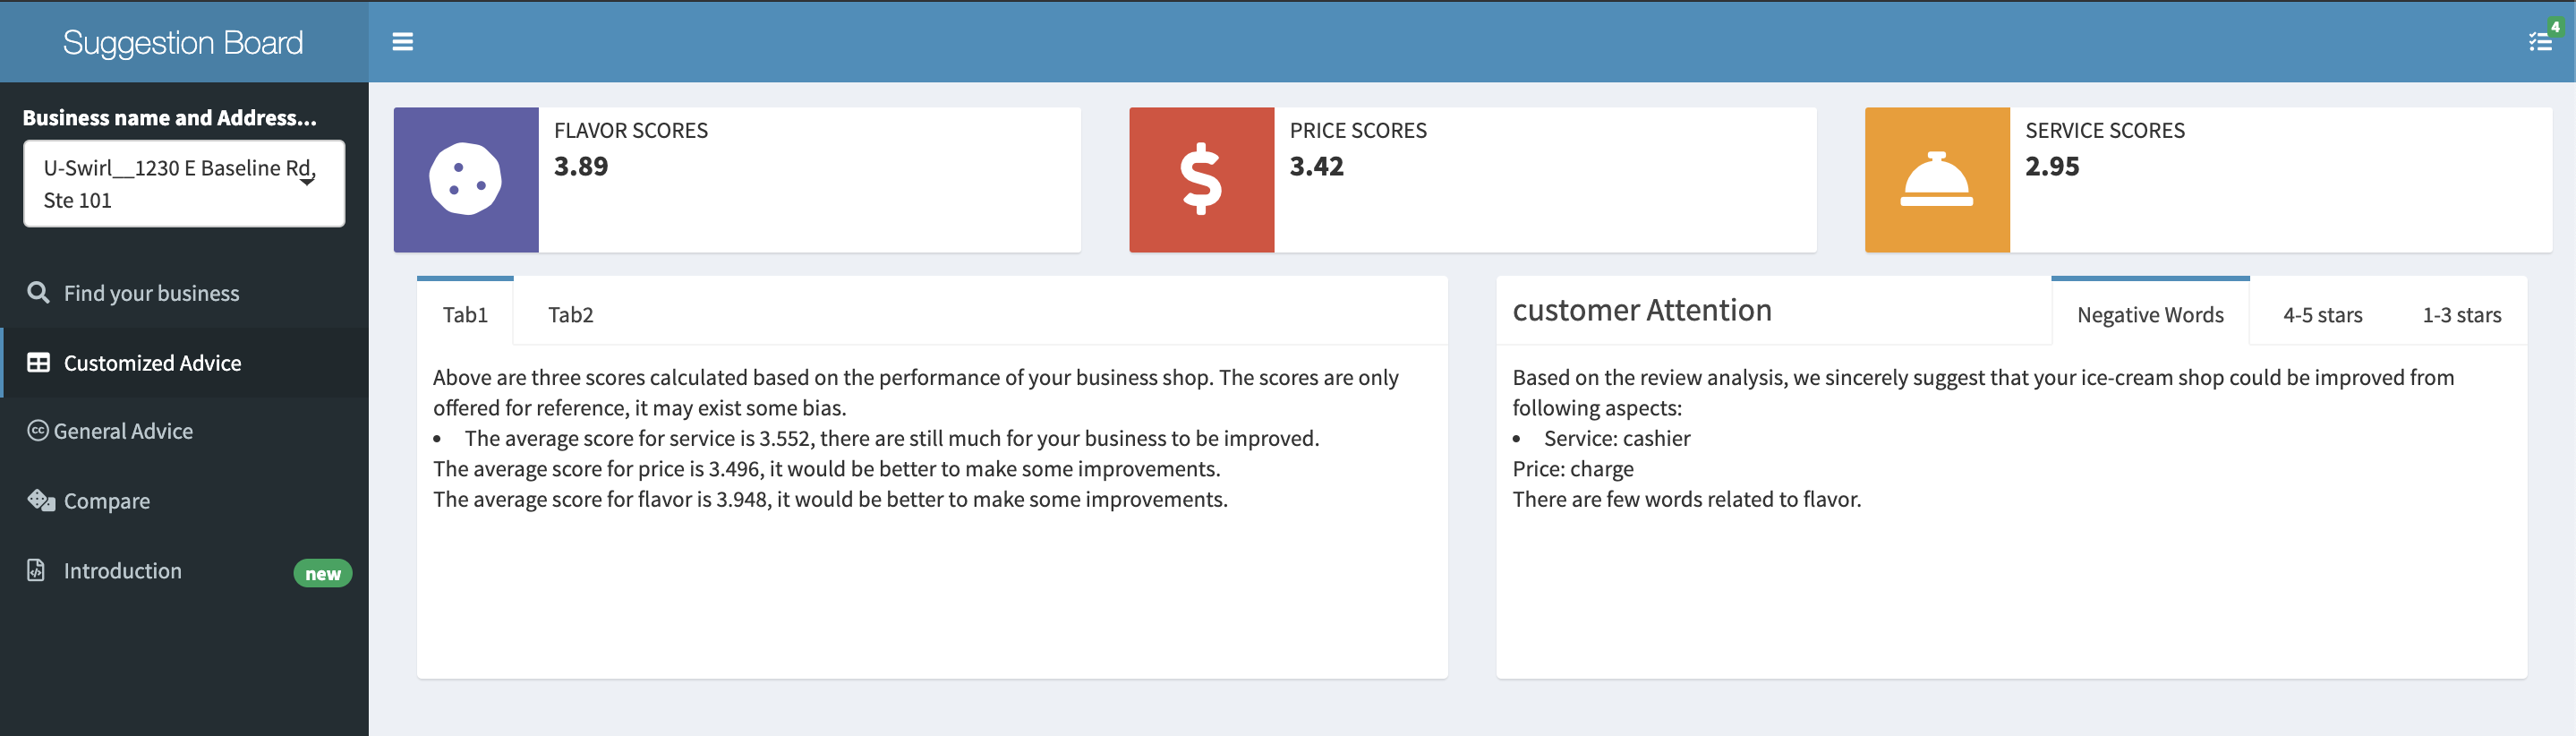 Suggestion Board
4
Business name and Address...
U-Swirl__1230 E Baseline Rd,
Ste 101
Find your business
Customized Advice
General Advice
Compare
Introduction
new
FLAVOR SCORES
3.89
PRICE SCORES
3.42
SERVICE SCORES
2.95
Tab1
Tab2
Above are three scores calculated based on the performance of your business shop. The scores are only
offered for reference, it may exist some bias.
• The average score for service is 3.552, there are still much for your business to be improved.
The average score for price is 3.496, it would be better to make some improvements.
The average score for flavor is 3.948, it would be better to make some improvements.
customer Attention
Negative Words
4-5 stars
1-3 stars
Based on the review analysis, we sincerely suggest that your ice-cream shop could be improved from
following aspects:
• Service: cashier
Price: charge
There are few words related to flavor.